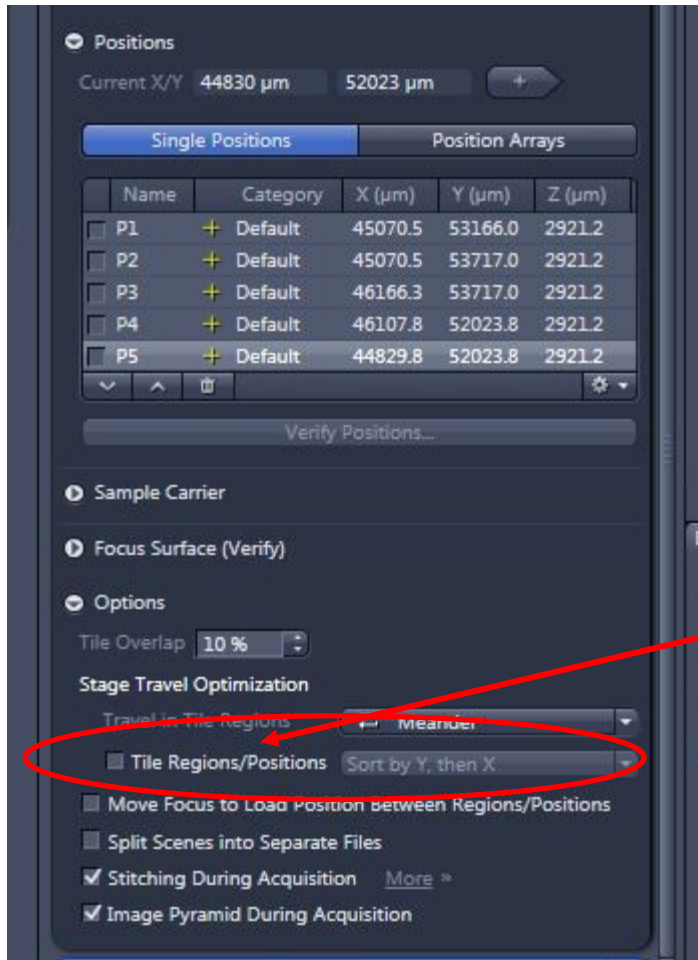 Positions
Current X/Y 44830 µm 52023 µm +
Single Positions Position Arrays
Name Category X (µm) Y (µm) Z (µm)
P1 Default 45070.5 53166.0 2921.2
P2 Default 45070.5 53717.0 2921.2
P3 Default 46166.3 53717.0 2921.2
P4 Default 46107.8 52023.8 2921.2
P5 Default 44829.8 52023.8 2921.2
Verify Positions...
Sample Carrier
Focus Surface (Verify)
Options
Tile Overlap 10 %
Stage Travel Optimization
Travel in Tile Regions Meander
Tile Regions/Positions Sort by Y, then X
Move Focus to Load Position Between Regions/Positions
Split Scenes into Separate Files
Stitching During Acquisition More »
Image Pyramid During Acquisition